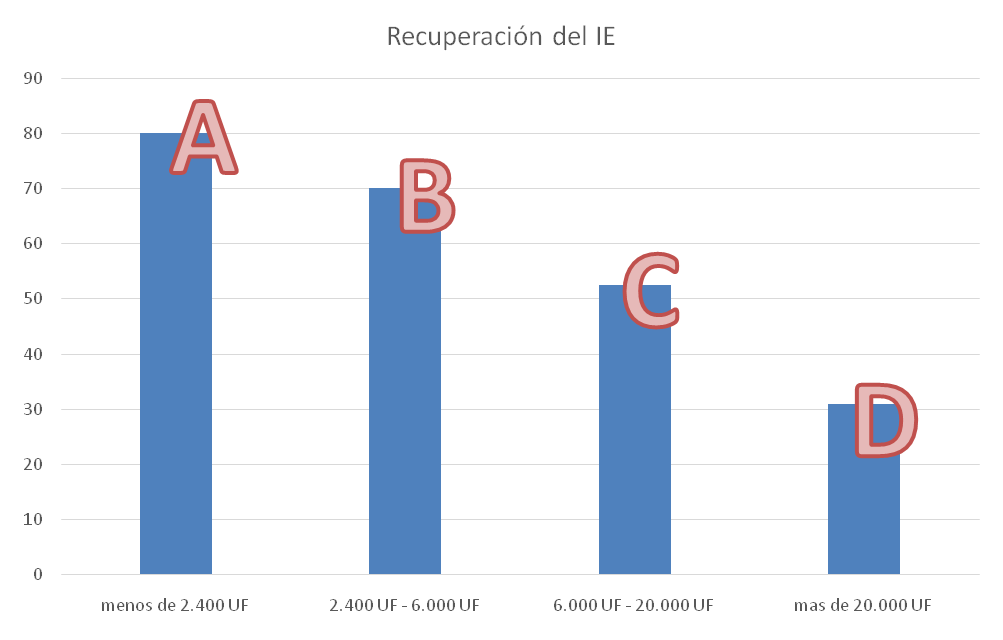 Recuperación del IE
90
80
70
60
50
40
30
20
10
0
A
B
C
D
menos de 2.400 UF
2.400 UF - 6.000 UF
6.000 UF - 20.000 UF
mas de 20.000 UF